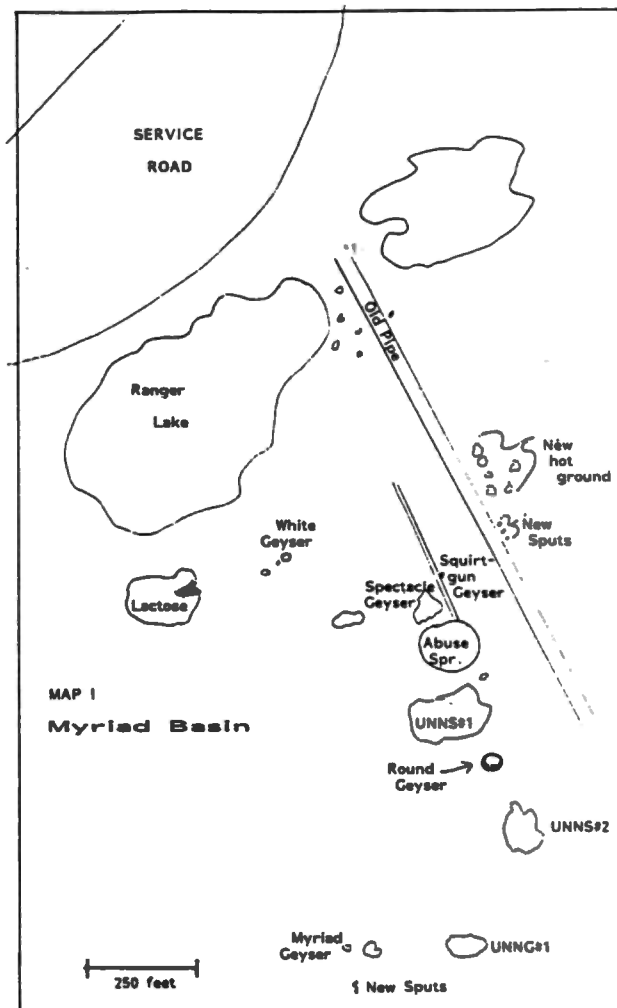 SERVICE
ROAD
Old Pipe
Ranger
Lake
New
hot
ground
White
Geyser
New
Sputs
Squirt-
gun
Geyser
Spectacle
Geyser
Lactose
Abuse
Spr.
MAP I
Myriad Basin
UNNS#1
Round
Geyser
UNNS#2
Myriad
Geyser
UNNG#1
250 feet
New Sputs